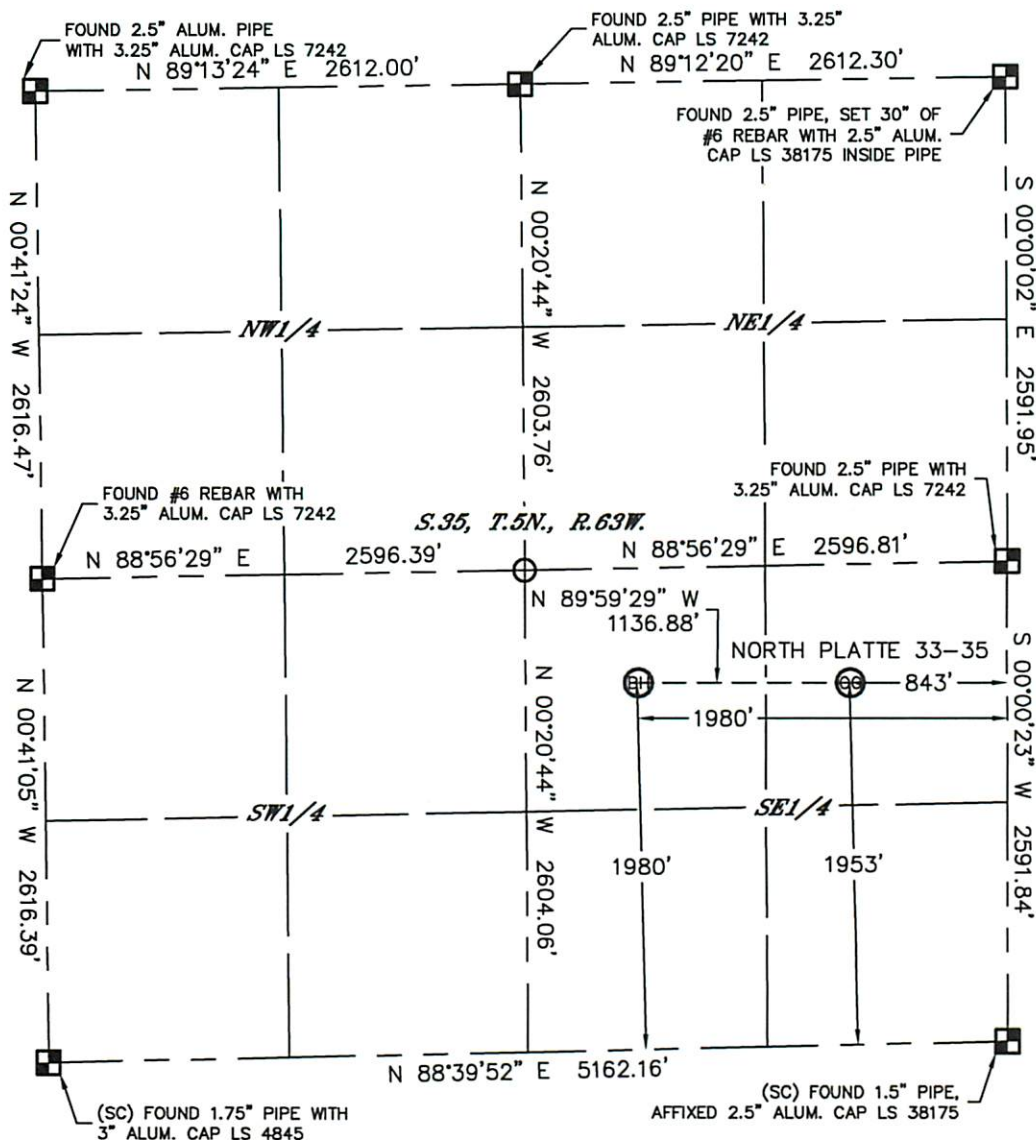 FOUND 2.5" ALUM. PIPE
WITH 3.25" ALUM. CAP LS 7242
FOUND 2.5" PIPE WITH 3.25"
ALUM. CAP LS 7242
N 89°13'24" E 2612.00'
N 89°12'20" E 2612.30'
FOUND 2.5" PIPE, SET 30" OF
#6 REBAR WITH 2.5" ALUM.
CAP LS 38175 INSIDE PIPE
N 00°41'24" W 2616.47'
N 00°20'44" W 2603.76'
S 00°00'02" E 2591.95'
NW1/4
NE1/4
FOUND #6 REBAR WITH
3.25" ALUM. CAP LS 7242
FOUND 2.5" PIPE WITH
3.25" ALUM. CAP LS 7242
S.35, T.5N., R.63W.
N 88°56'29" E 2596.39'
N 88°56'29" E 2596.81'
N 89°59'29" W
1136.88'
NORTH PLATTE 33-35
BH
OG
843'
1980'
N 00°41'05" W 2616.39'
N 00°20'44" W 2604.06'
S 00°00'23" W 2591.84'
SW1/4
SE1/4
1980'
1953'
N 88°39'52" E 5162.16'
(SC) FOUND 1.75" PIPE WITH
3" ALUM. CAP LS 4845
(SC) FOUND 1.5" PIPE,
AFFIXED 2.5" ALUM. CAP LS 38175